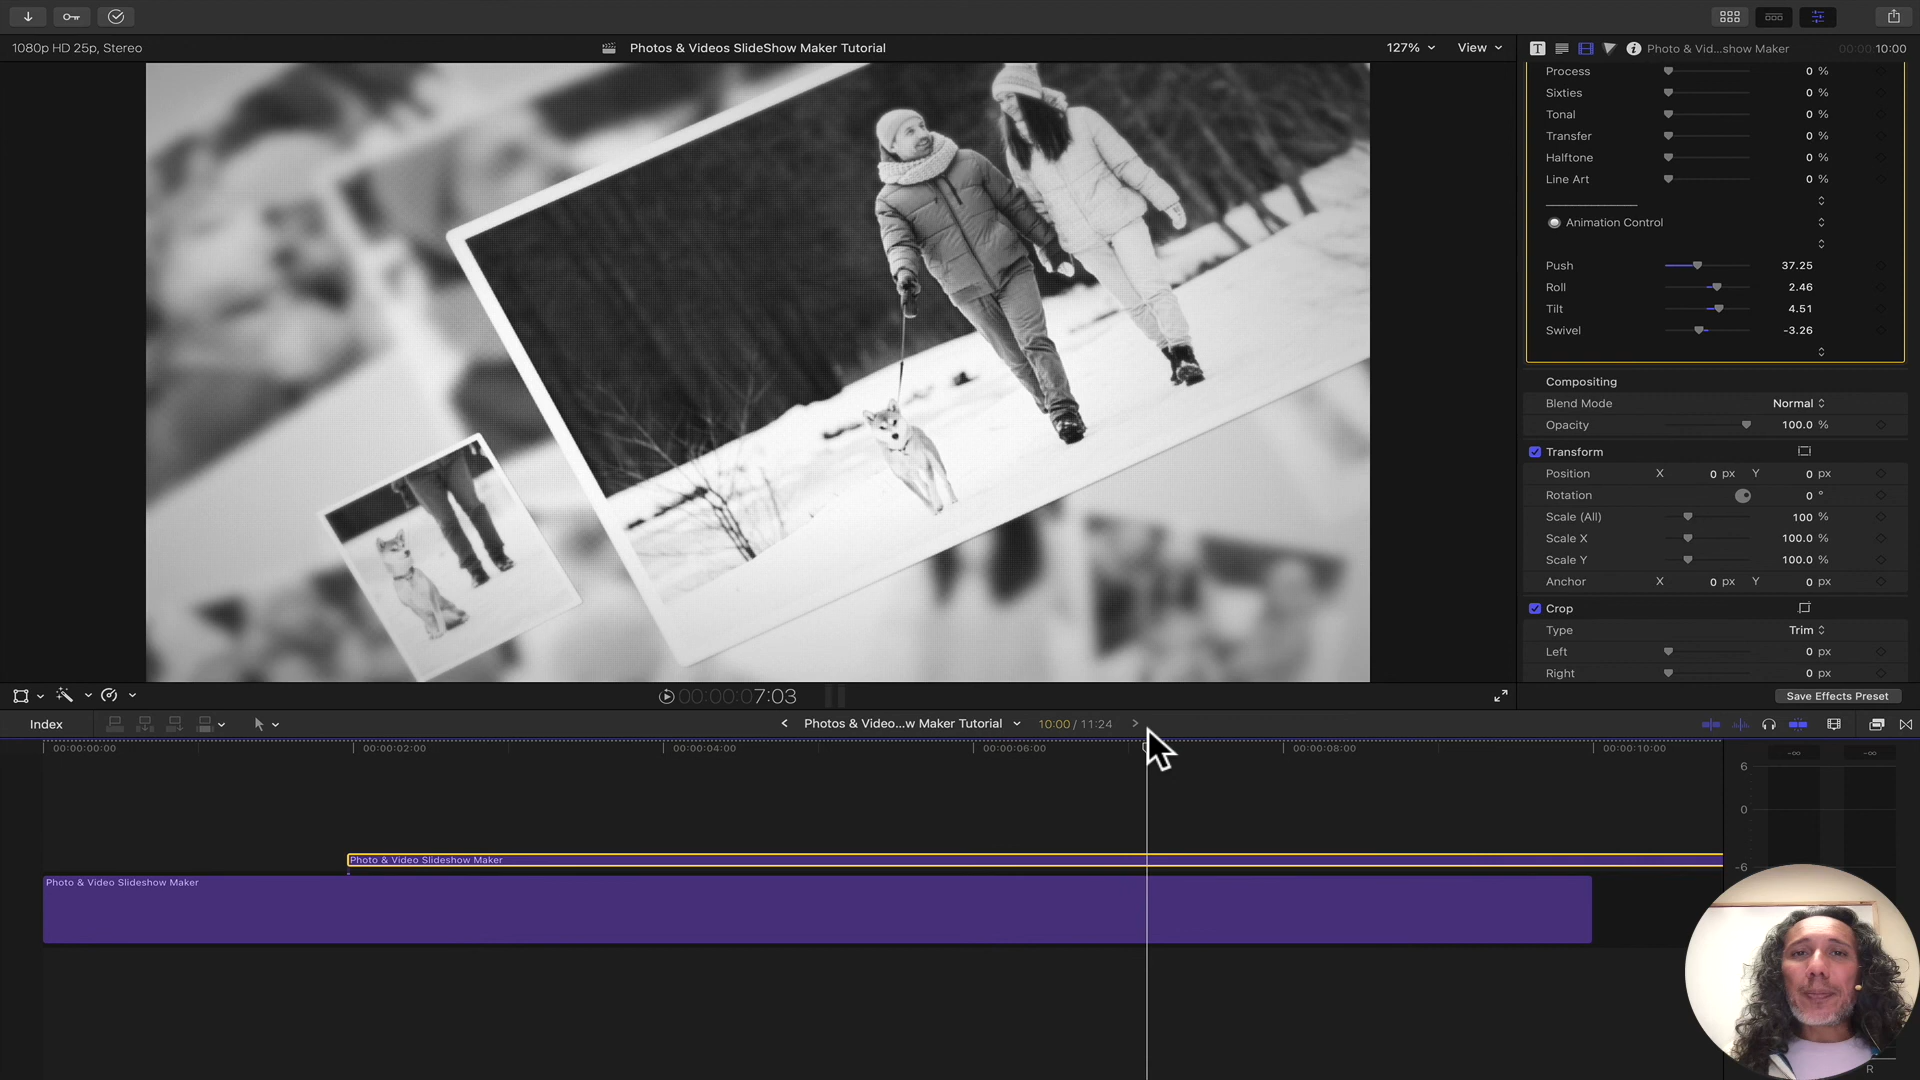 1080p HD 25p, Stereo
Photos & Videos SlideShow Maker Tutorial
127%
View
T
Photo & Vid...show Maker
00:00:10:00
Process 0 %
Sixties 0 %
Tonal 0 %
Transfer 0 %
Halftone 0 %
Line Art 0 %
Animation Control
Push 37.25
Roll 2.46
Tilt 4.51
Swivel -3.26
Compositing
Blend Mode Normal
Opacity 100.0 %
Transform
Position X 0 px Y 0 px
Rotation 0 °
Scale (All) 100 %
Scale X 100.0 %
Scale Y 100.0 %
Anchor X 0 px Y 0 px
Crop
Type Trim
Left 0 px
Right 0 px
00:00:07:03
Save Effects Preset
Index
Photos & Video...w Maker Tutorial
10:00 / 11:24
00:00:00:00
00:00:02:00
00:00:04:00
00:00:06:00
00:00:08:00
00:00:10:00
-∞ -∞
6
0
-6
Photo & Video Slideshow Maker
Photo & Video Slideshow Maker
R